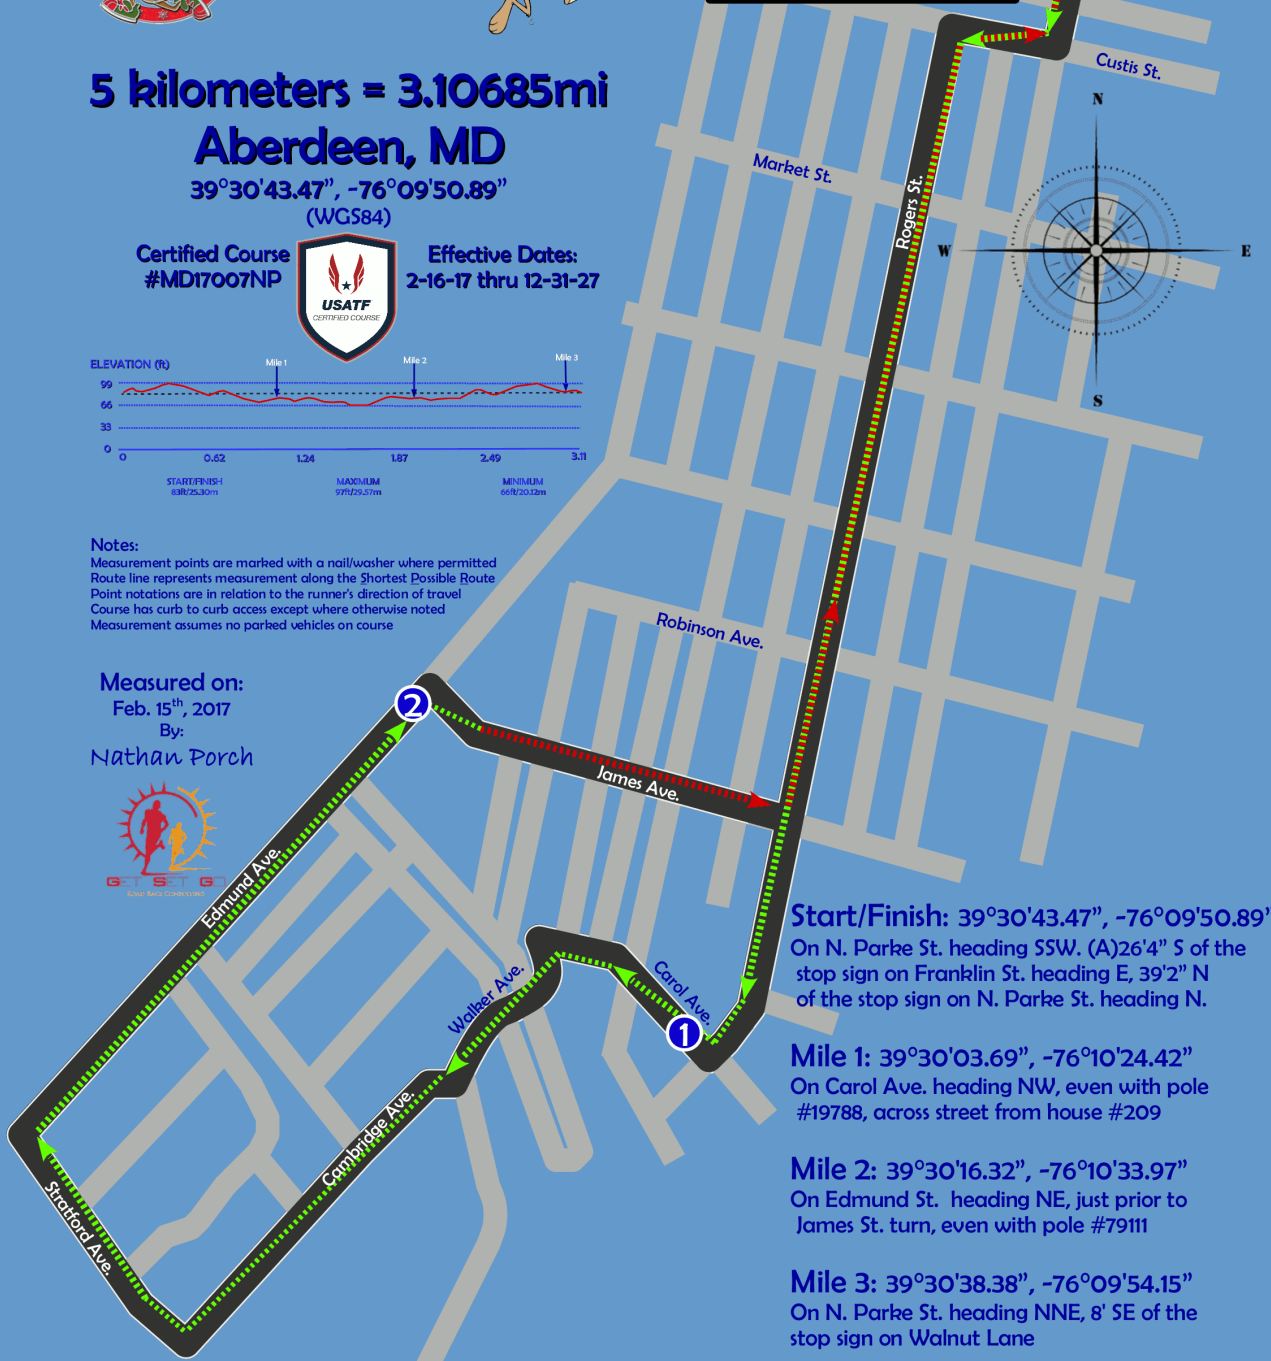 5 kilometers = 3.10685mi
Aberdeen, MD
39°30'43.47”, -76°09'50.89”
(WGS84)
Certified Course
#MD17007NP
USATF
CERTIFIED COURSE
Effective Dates:
2-16-17 thru 12-31-27
ELEVATION (ft)
Mile 1
Mile 2
Mile 3
99
66
33
0
0
0.62
1.24
1.87
2.49
3.11
START/FINISH
83ft/25.30m
MAXIMUM
97ft/29.57m
MINIMUM
66ft/20.12m
Notes:
Measurement points are marked with a nail/washer where permitted
Route line represents measurement along the Shortest Possible Route
Point notations are in relation to the runner's direction of travel
Course has curb to curb access except where otherwise noted
Measurement assumes no parked vehicles on course
Measured on:
Feb. 15th, 2017
By:
Nathan Porch
GET SET GO
ROAD RACE CONSULTING
Custis St.
Market St.
Rogers St.
N
W
E
S
Robinson Ave.
2
James Ave.
Edmund Ave.
Walker Ave.
Carol Ave.
1
Cambridge Ave.
Stratford Ave.
Start/Finish: 39°30'43.47”, -76°09'50.89”
On N. Parke St. heading SSW. (A)26'4” S of the
stop sign on Franklin St. heading E, 39'2” N
of the stop sign on N. Parke St. heading N.
Mile 1: 39°30'03.69”, -76°10'24.42”
On Carol Ave. heading NW, even with pole
#19788, across street from house #209
Mile 2: 39°30'16.32”, -76°10'33.97”
On Edmund St. heading NE, just prior to
James St. turn, even with pole #79111
Mile 3: 39°30'38.38”, -76°09'54.15”
On N. Parke St. heading NNE, 8' SE of the
stop sign on Walnut Lane